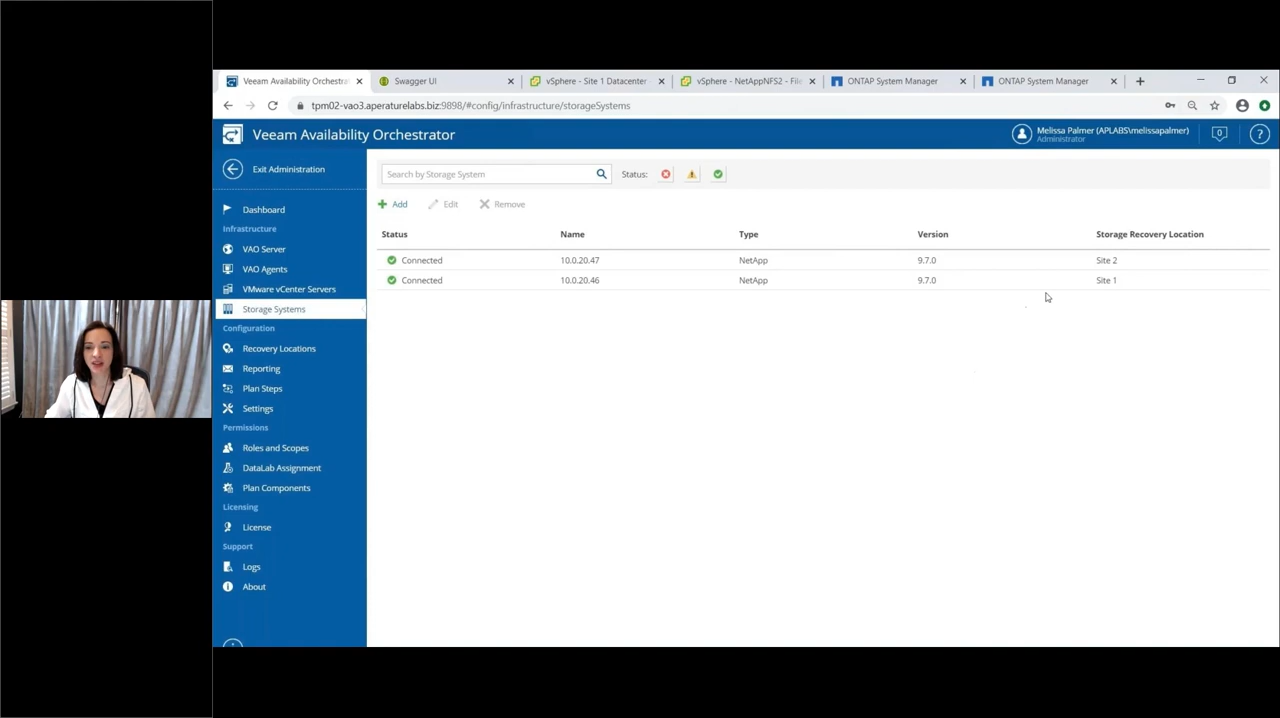 Veeam Availability Orchestra
Swagger UI
vSphere - Site 1 Datacenter
vSphere - NetAppNFS2 - File
ONTAP System Manager
ONTAP System Manager
tpm02-vao3.aperaturelabs.biz:9898/#config/infrastructure/storageSystems
Veeam Availability Orchestrator
Melissa Palmer (APLABS\melissapalmer)
Administrator
0
?
Exit Administration
Search by Storage System
Status:
Dashboard
Add
Edit
Remove
Infrastructure
Status
Name
Type
Version
Storage Recovery Location
VAO Server
Connected
10.0.20.47
NetApp
9.7.0
Site 2
VAO Agents
Connected
10.0.20.46
NetApp
9.7.0
Site 1
VMware vCenter Servers
Storage Systems
Configuration
Recovery Locations
Reporting
Plan Steps
Settings
Permissions
Roles and Scopes
DataLab Assignment
Plan Components
Licensing
License
Support
Logs
About